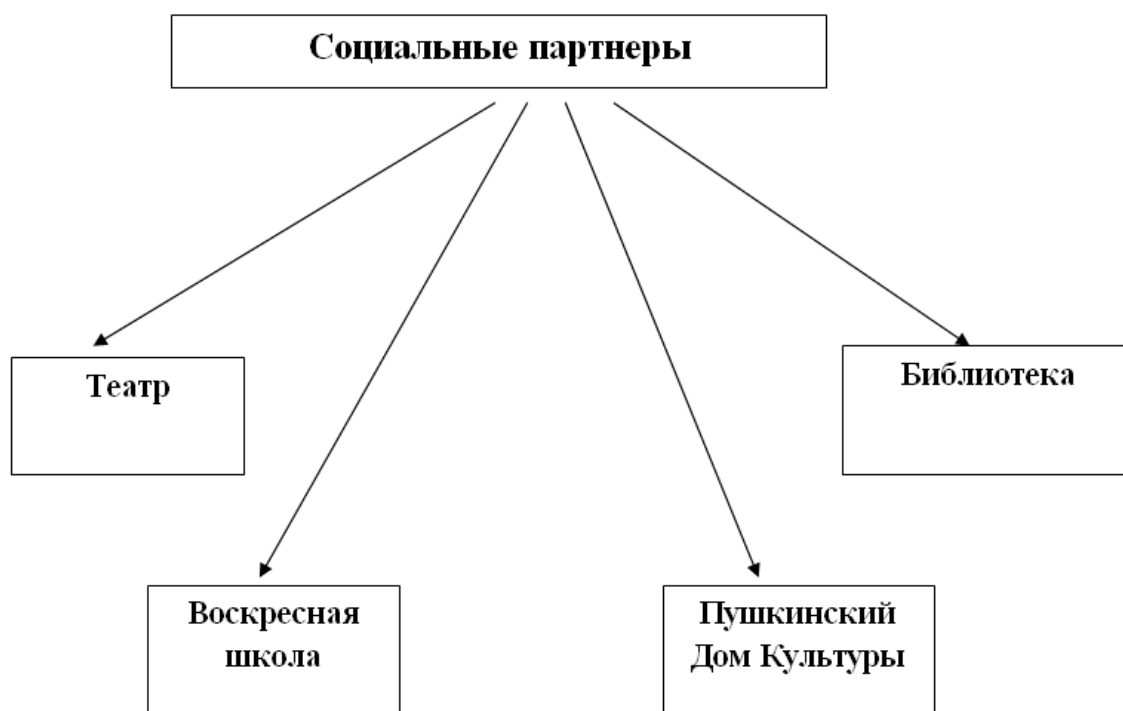 Социальные партнеры
Театр
Библиотека
Воскресная
школа
Пушкинский
Дом Культуры